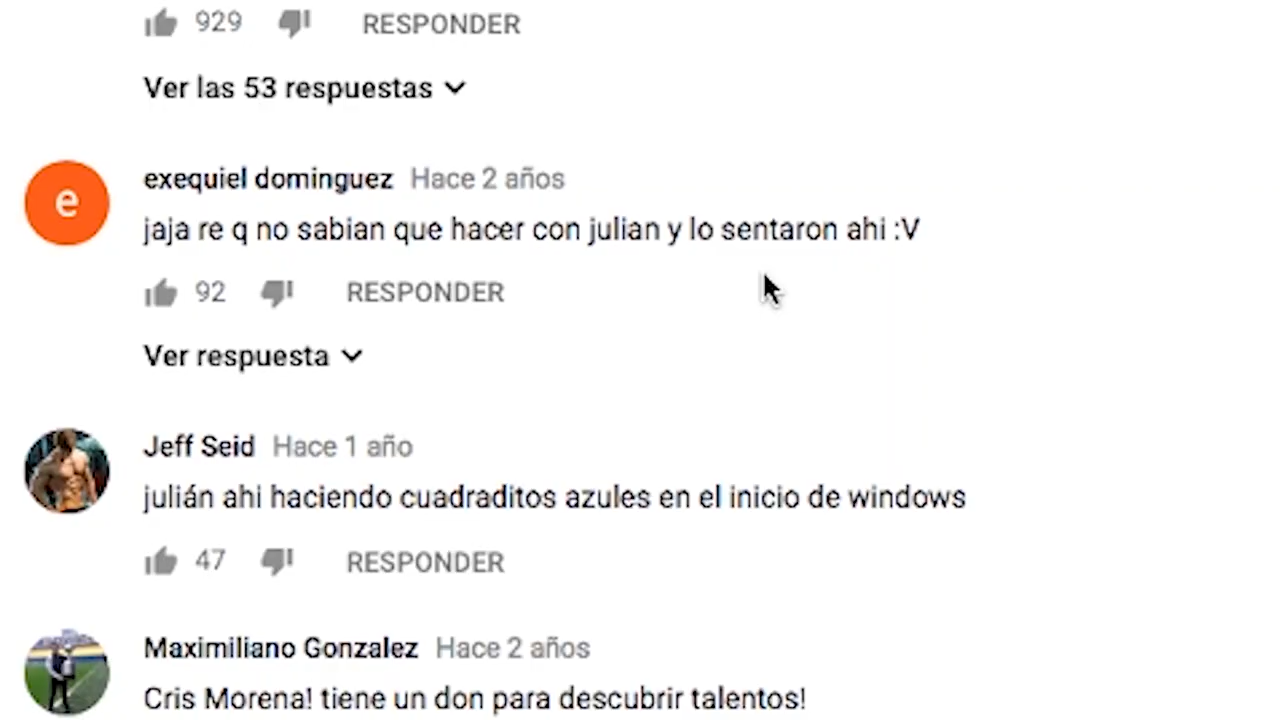 929 RESPONDER
Ver las 53 respuestas
e
exequiel dominguez Hace 2 años
jaja re q no sabian que hacer con julian y lo sentaron ahi :V
92 RESPONDER
Ver respuesta
Jeff Seid Hace 1 año
julián ahi haciendo cuadraditos azules en el inicio de windows
47 RESPONDER
Maximiliano Gonzalez Hace 2 años
Cris Morena! tiene un don para descubrir talentos!